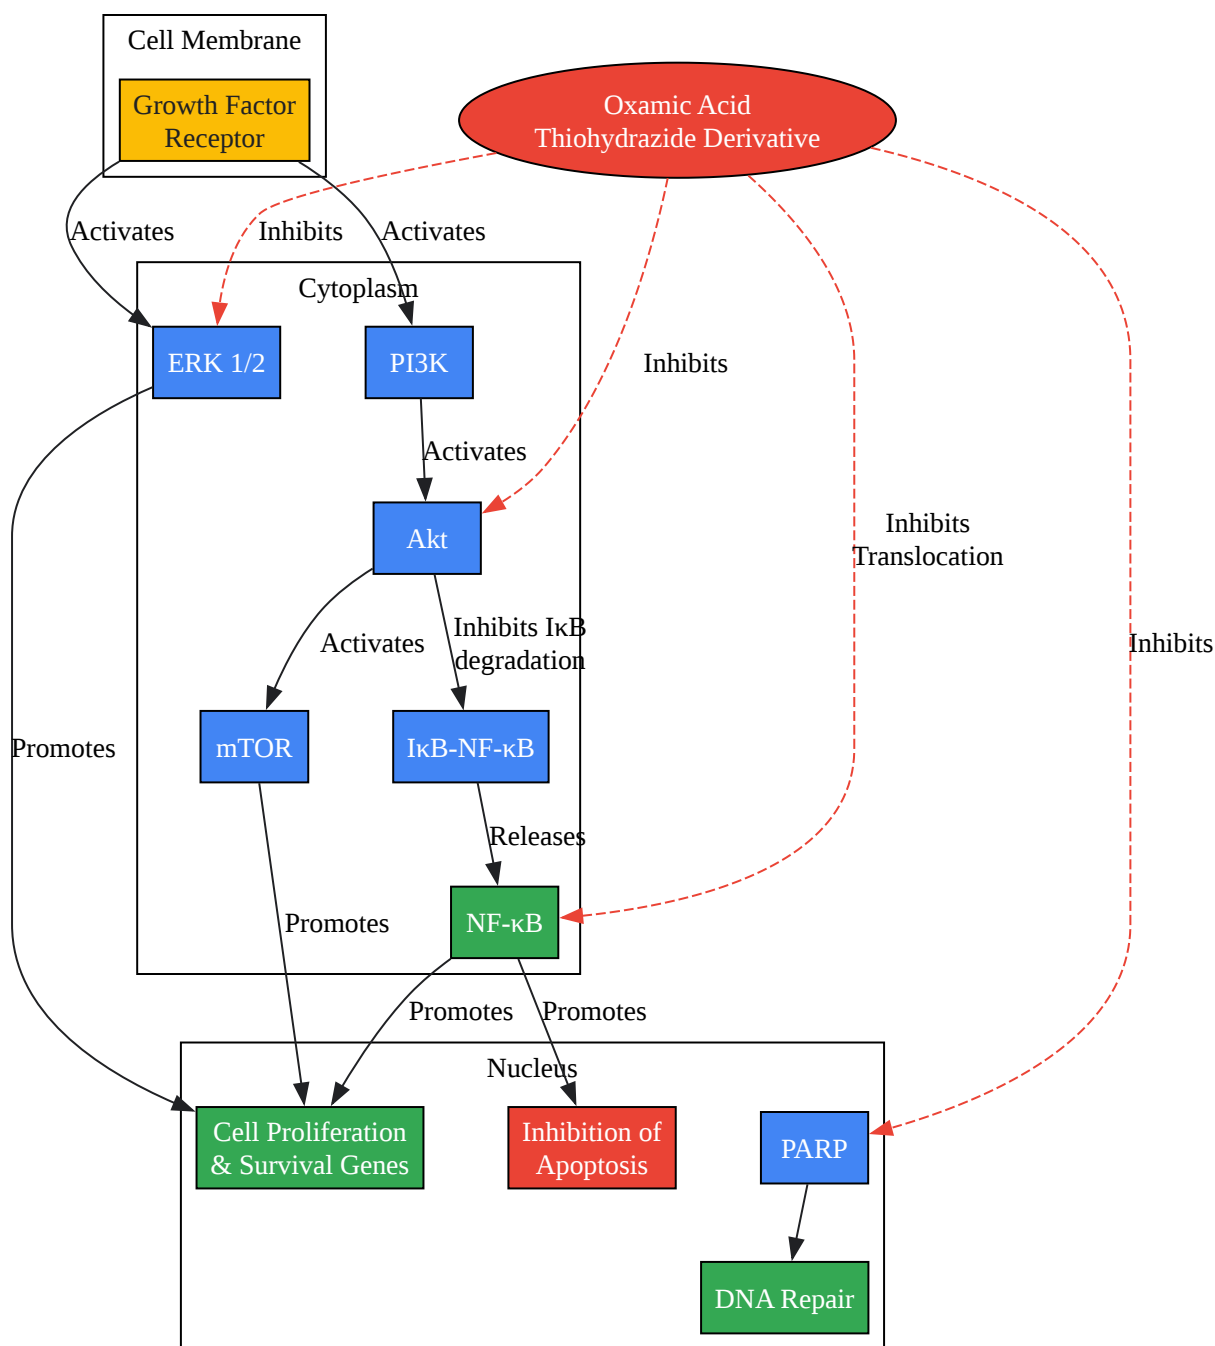 Cell Membrane
Growth Factor
Receptor
Oxamic Acid
Thiohydrazide Derivative
Activates
Inhibits
Activates
Cytoplasm
ERK 1/2
PI3K
Inhibits
Activates
Inhibits
Translocation
Akt
Inhibits IκB
degradation
Activates
Inhibits
Promotes
mTOR
IκB-NF-κB
Releases
Promotes
NF-κB
Promotes
Promotes
Nucleus
Cell Proliferation
& Survival Genes
Inhibition of
Apoptosis
PARP
DNA Repair